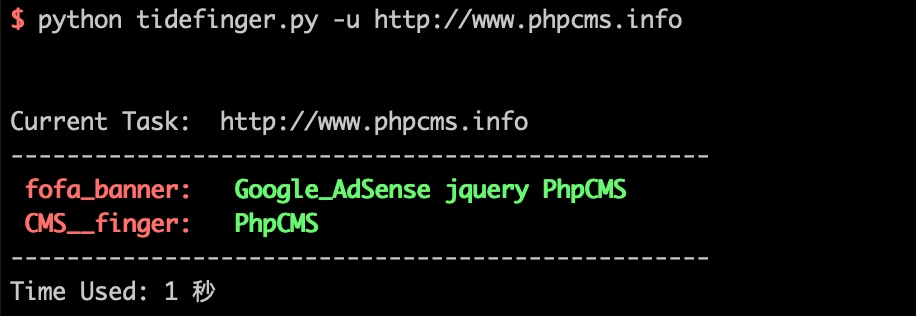 $ python tidefinger.py -u http://www.phpcms.info
Current Task:  http://www.phpcms.info
--------------------------------------------------
fofa_banner:   Google_AdSense jquery PhpCMS
CMS__finger:   PhpCMS
--------------------------------------------------
Time Used: 1 秒